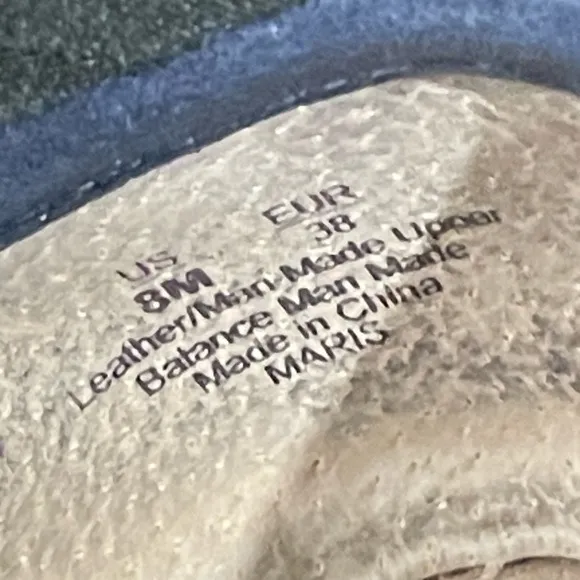 US EUR
8M 38
Leather/Man-Made Upper
Balance Man Made
Made in China
MARIS